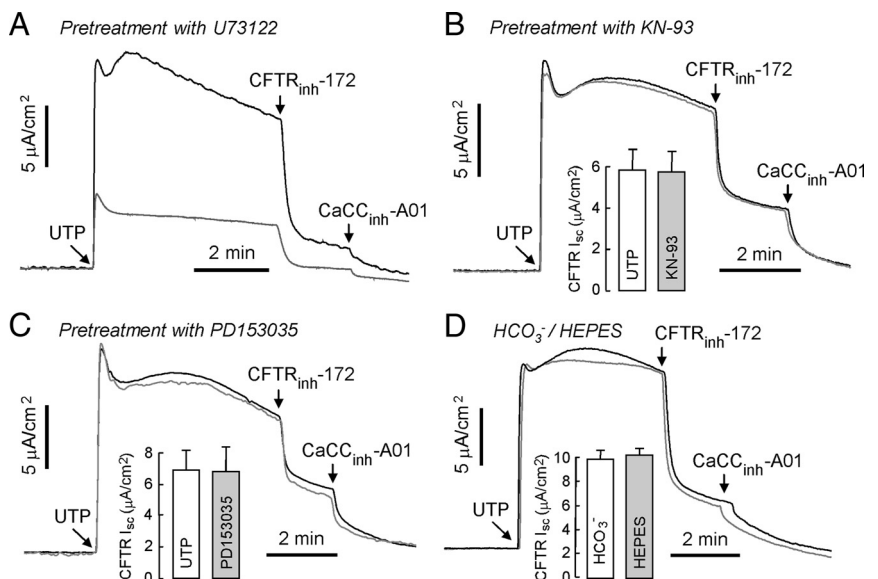 A Pretreatment with U73122
CFTRinh-172
5 μA/cm²
CaCCinh-A01
UTP
2 min
B Pretreatment with KN-93
CFTRinh-172
5 μA/cm²
CaCCinh-A01
UTP
2 min
CFTR Isc (μA/cm²)
6
4
2
0
UTP
KN-93
C Pretreatment with PD153035
CFTRinh-172
5 μA/cm²
CaCCinh-A01
UTP
2 min
CFTR Isc (μA/cm²)
8
6
4
2
0
UTP
PD153035
D HCO₃⁻/ HEPES
CFTRinh-172
5 μA/cm²
CaCCinh-A01
UTP
2 min
CFTR Isc (μA/cm²)
10
8
6
4
2
0
HCO₃⁻
HEPES